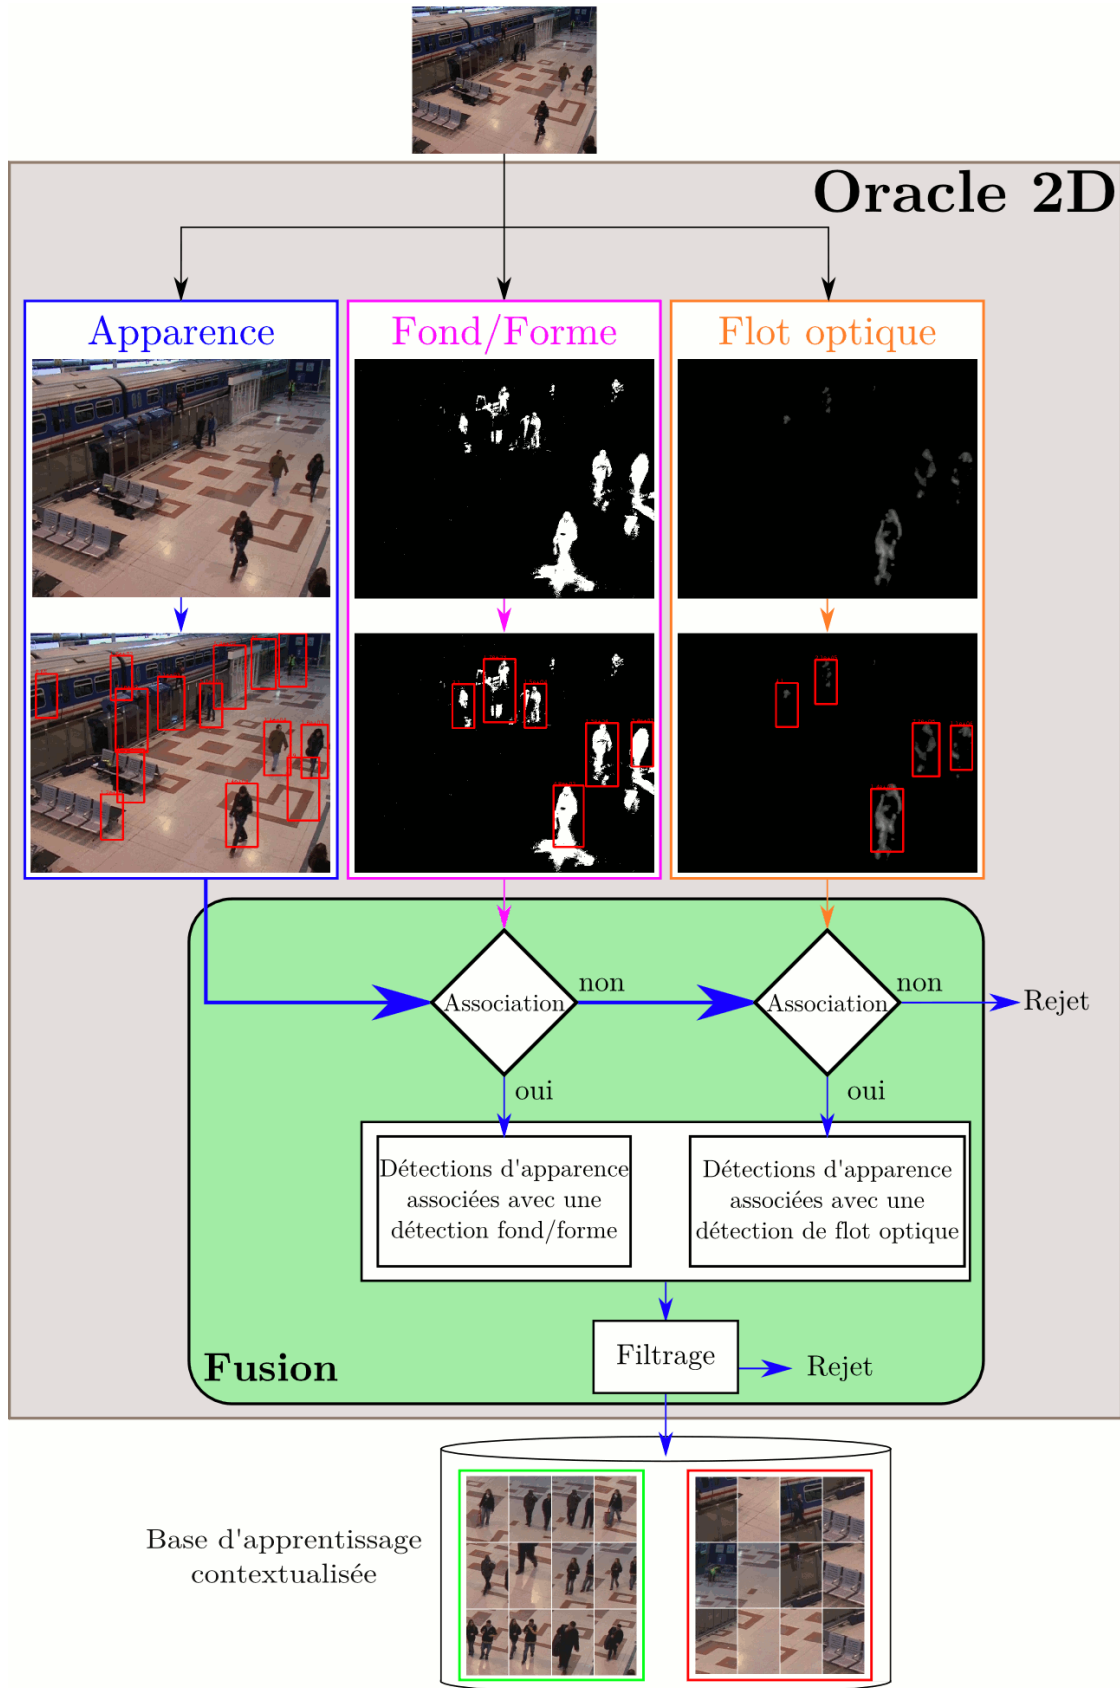 Oracle 2D
Apparence
Fond/Forme
Flot optique
Association
non
Association
non
Rejet
oui
oui
Détections d'apparence
associées avec une
détection fond/forme
Détections d'apparence
associées avec une
détection de flot optique
Filtrage
Rejet
Fusion
Base d'apprentissage
contextualisée